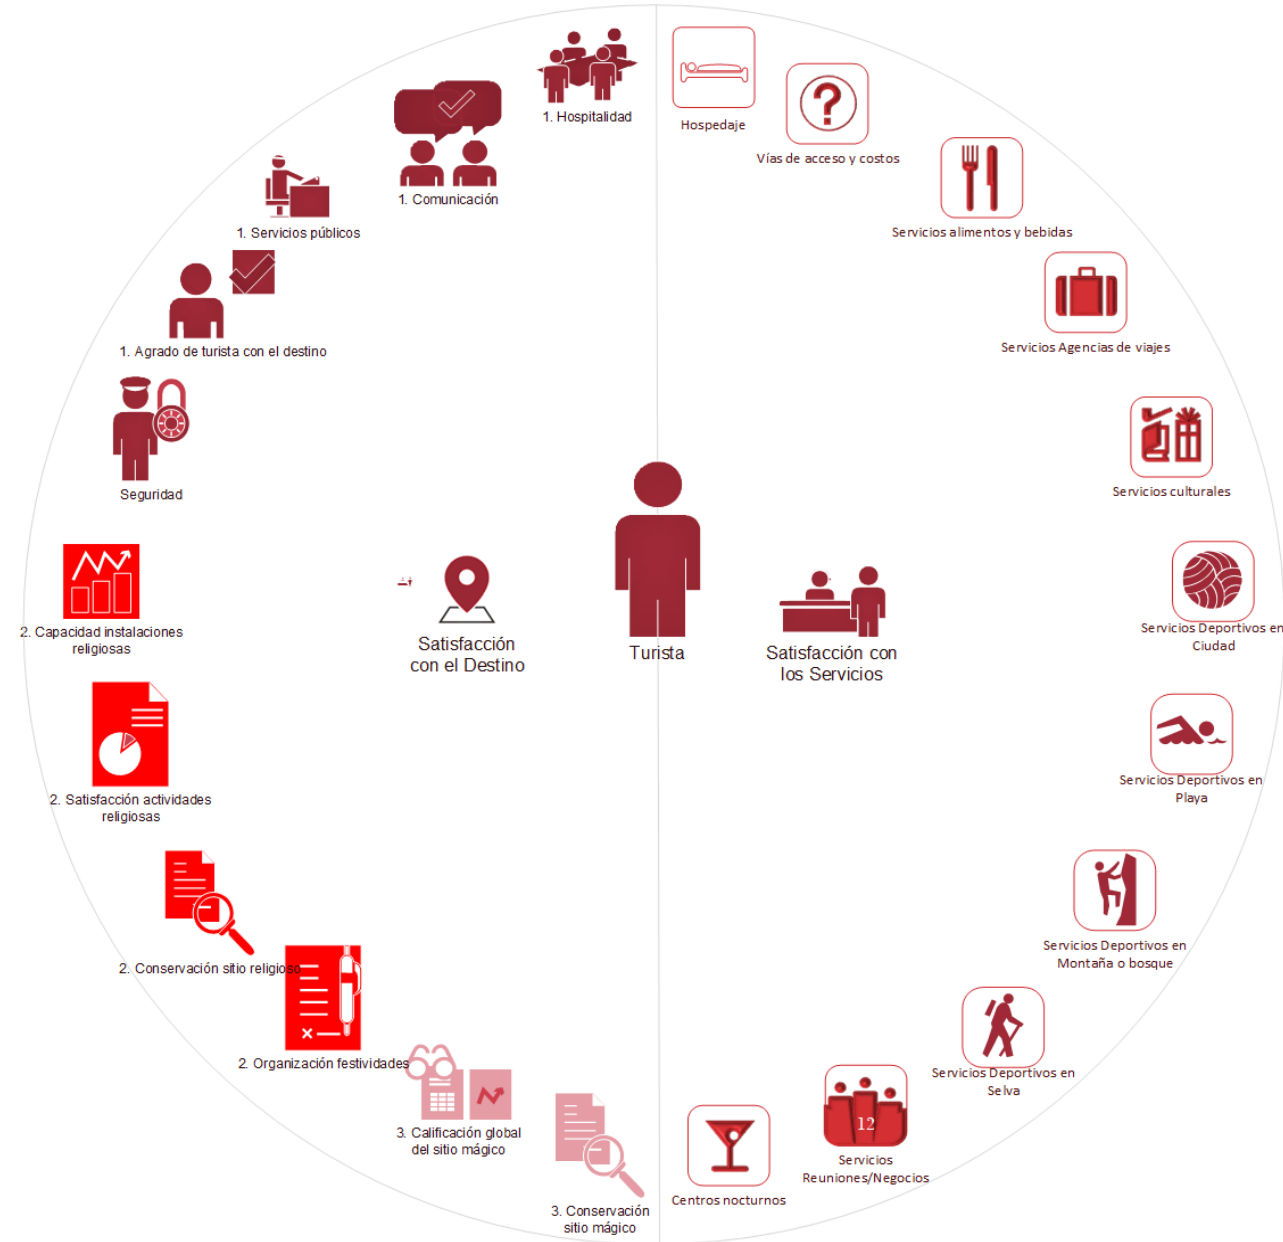 1. Hospitalidad
Hospedaje
Vías de acceso y costos
1. Comunicación
Servicios alimentos y bebidas
1. Servicios públicos
Servicios Agencias de viajes
1. Agrado de turista con el destino
Seguridad
Servicios culturales
2. Capacidad instalaciones
religiosas
Satisfacción
con el Destino
Turista
Satisfacción con
los Servicios
Servicios Deportivos en
Ciudad
2. Satisfacción actividades
religiosas
Servicios Deportivos en
Playa
2. Conservación sitio religioso
Servicios Deportivos en
Montaña o bosque
2. Organización festividades
Servicios Deportivos en
Selva
3. Calificación global
del sitio mágico
12
Servicios
Reuniones/Negocios
3. Conservación
sitio mágico
Centros nocturnos